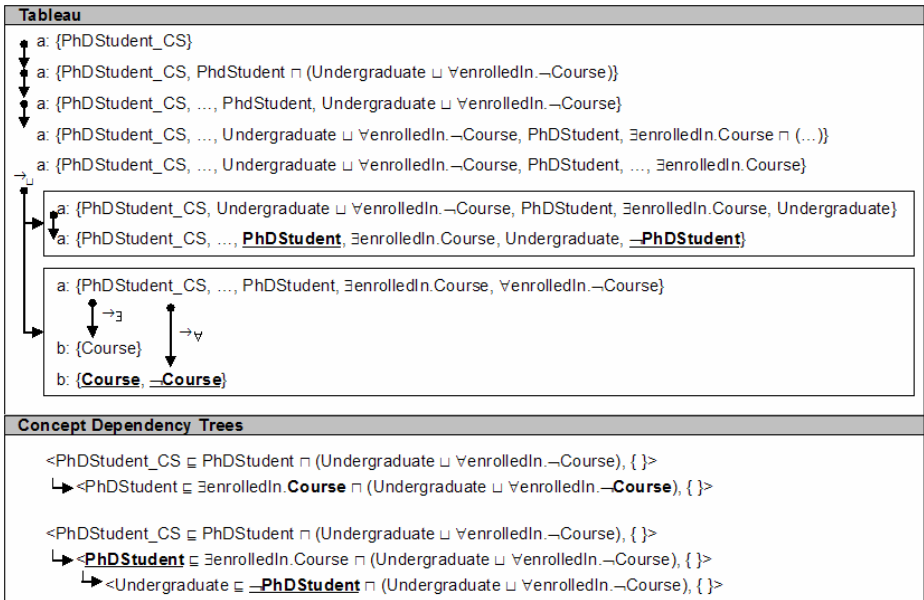 Tableau
a: {PhDStudent_CS}
a: {PhDStudent_CS, PhdStudent ⊓ (Undergraduate ⊔ ∀enrolledIn.¬Course)}
a: {PhDStudent_CS, ..., PhdStudent, Undergraduate ⊔ ∀enrolledIn.¬Course}
a: {PhDStudent_CS, ..., Undergraduate ⊔ ∀enrolledIn.¬Course, PhDStudent, ∃enrolledIn.Course ⊓ (...)}
a: {PhDStudent_CS, ..., Undergraduate ⊔ ∀enrolledIn.¬Course, PhDStudent, ..., ∃enrolledIn.Course}
→⊔
a: {PhDStudent_CS, Undergraduate ⊔ ∀enrolledIn.¬Course, PhDStudent, ∃enrolledIn.Course, Undergraduate}
a: {PhDStudent_CS, ..., PhDStudent, ∃enrolledIn.Course, Undergraduate, ¬PhDStudent}
a: {PhDStudent_CS, ..., PhDStudent, ∃enrolledIn.Course, ∀enrolledIn.¬Course}
→∃
→∀
b: {Course}
b: {Course, ¬Course}
Concept Dependency Trees
<PhDStudent_CS ⊑ PhDStudent ⊓ (Undergraduate ⊔ ∀enrolledIn.¬Course), { }>
<PhDStudent ⊑ ∃enrolledIn.Course ⊓ (Undergraduate ⊔ ∀enrolledIn.¬Course), { }>
<PhDStudent_CS ⊑ PhDStudent ⊓ (Undergraduate ⊔ ∀enrolledIn.¬Course), { }>
<PhDStudent ⊑ ∃enrolledIn.Course ⊓ (Undergraduate ⊔ ∀enrolledIn.¬Course), { }>
<Undergraduate ⊑ ¬PhDStudent ⊓ (Undergraduate ⊔ ∀enrolledIn.¬Course), { }>